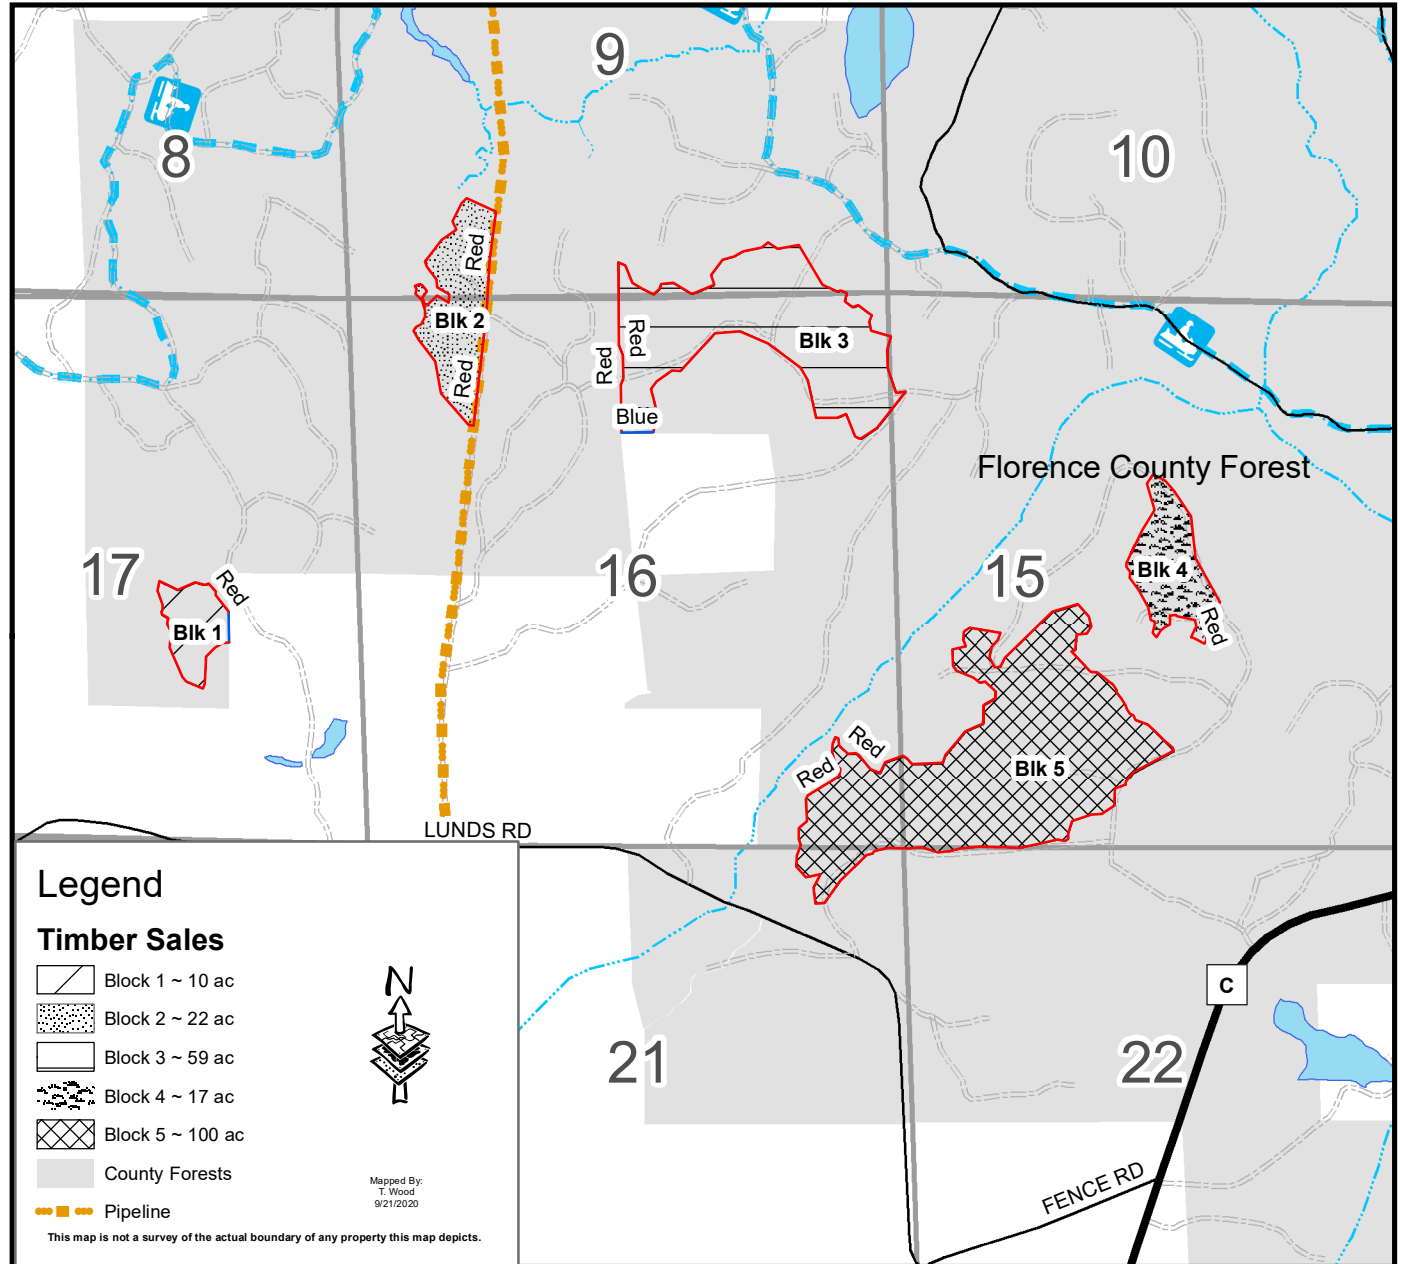 9
8
10
Red
Blk 2
Red
Red
Red
Blk 3
Blue
Florence County Forest
17
16
15
Red
Blk 1
Blk 4
Red
Red
Red
Blk 5
LUNDS RD
C
21
22
FENCE RD
Legend
Timber Sales
Block 1 ~ 10 ac
Block 2 ~ 22 ac
Block 3 ~ 59 ac
Block 4 ~ 17 ac
Block 5 ~ 100 ac
County Forests
Pipeline
N
Mapped By:
T. Wood
9/21/2020
This map is not a survey of the actual boundary of any property this map depicts.